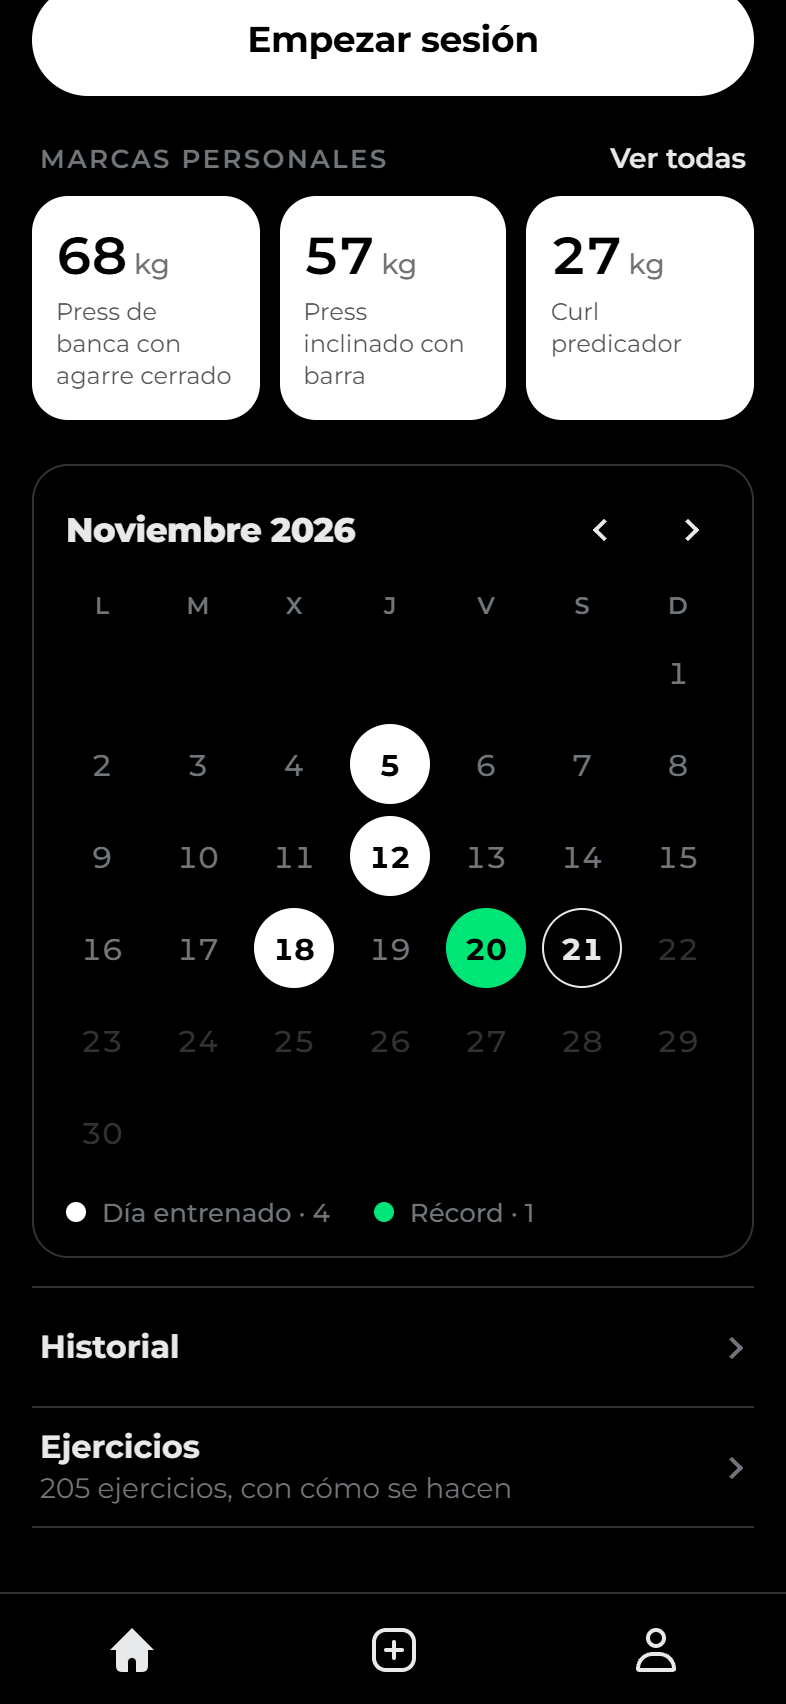 Empezar sesión
MARCAS PERSONALES
Ver todas
68 kg
Press de
banca con
agarre cerrado
57 kg
Press
inclinado con
barra
27 kg
Curl
predicador
Noviembre 2026
L M X J V S D
1
2 3 4 5 6 7 8
9 10 11 12 13 14 15
16 17 18 19 20 21 22
23 24 25 26 27 28 29
30
Día entrenado · 4
Récord · 1
Historial
Ejercicios
205 ejercicios, con cómo se hacen